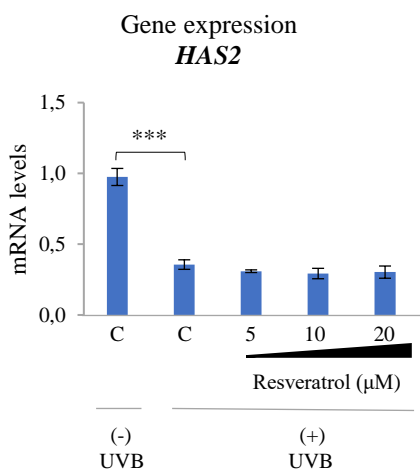 Gene expression
HAS2
mRNA levels
1,5
1,0
0,5
0,0
***
C C 5 10 20
Resveratrol (μM)
(-) (+)
UVB UVB